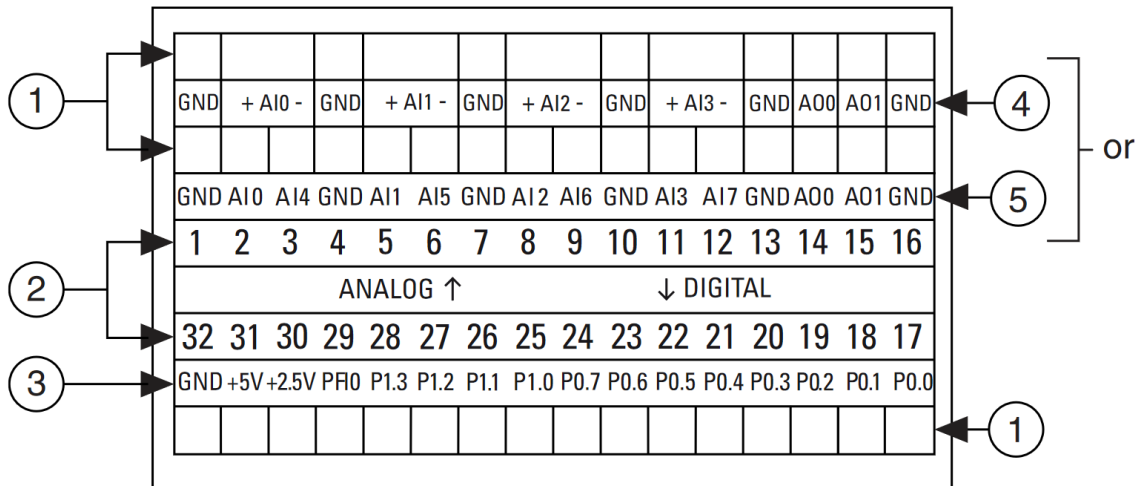 1
GND + AI0 - GND + AI1 - GND + AI2 - GND + AI3 - GND AO0 AO1 GND
4
or
GND AI0 AI4 GND AI1 AI5 GND AI2 AI6 GND AI3 AI7 GND AO0 AO1 GND
5
1 2 3 4 5 6 7 8 9 10 11 12 13 14 15 16
2
ANALOG ↑ ↓ DIGITAL
32 31 30 29 28 27 26 25 24 23 22 21 20 19 18 17
3
GND +5V +2.5V PFI0 P1.3 P1.2 P1.1 P1.0 P0.7 P0.6 P0.5 P0.4 P0.3 P0.2 P0.1 P0.0
1